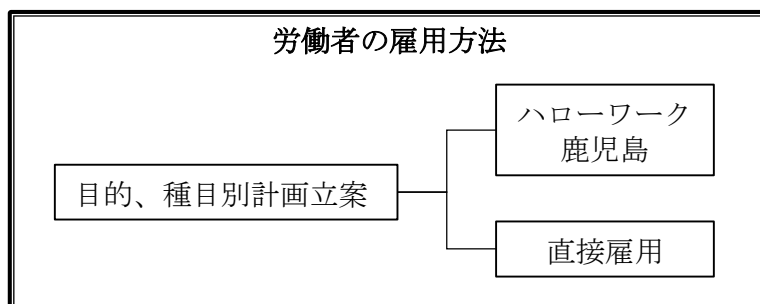 労働者の雇用方法
ハローワーク
鹿児島
目的、種目別計画立案
直接雇用